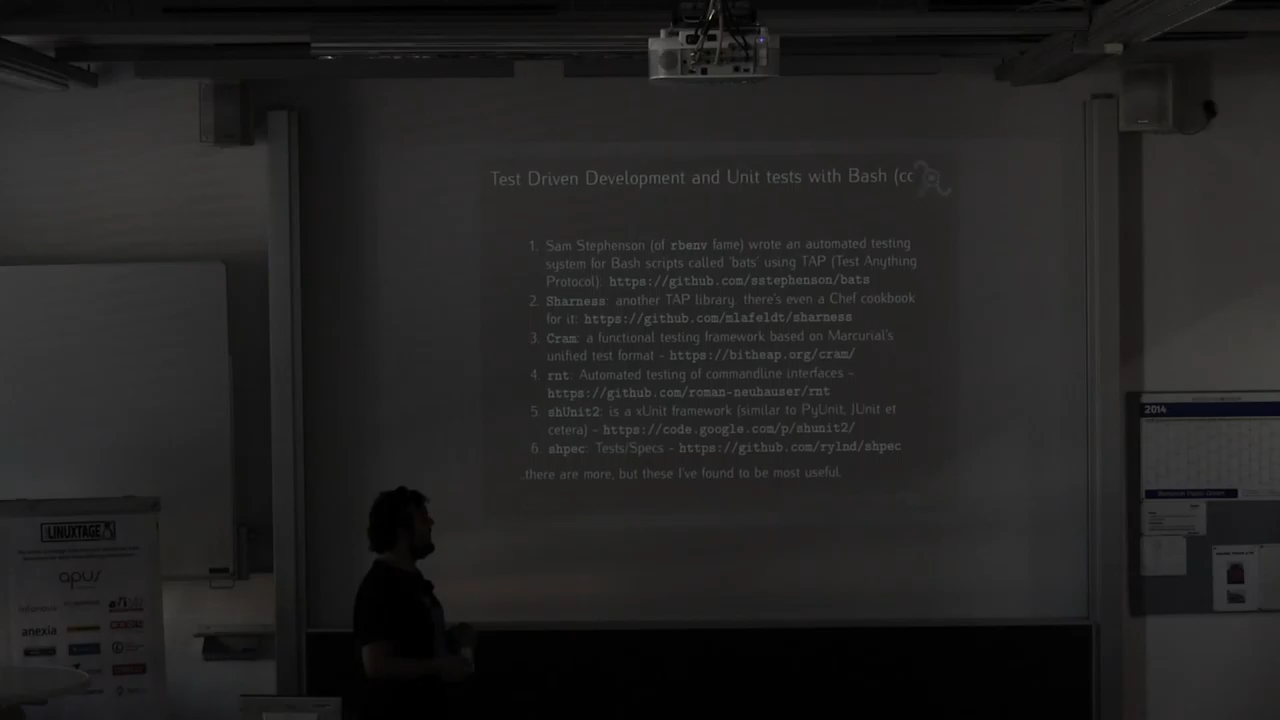 Test Driven Development and Unit tests with Bash (cc
1. Sam Stephenson (of rbenv fame) wrote an automated testing
system for Bash scripts called 'bats' using TAP (Test Anything
Protocol): https://github.com/sstephenson/bats
2. Sharness: another TAP library, there's even a Chef cookbook
for it: https://github.com/mlafeldt/sharness
3. Cram: a functional testing framework based on Marcurial's
unified test format - https://bitheap.org/cram/
4. rnt: Automated testing of commandline interfaces -
https://github.com/roman-neuhauser/rnt
5. shUnit2: is a xUnit framework (similar to PyUnit, JUnit et
cetera) - https://code.google.com/p/shunit2/
6. shpec: Tests/Specs - https://github.com/rylnd/shpec
..there are more, but these I've found to be most useful.
2014
LINUXTAGE
apus
anexia